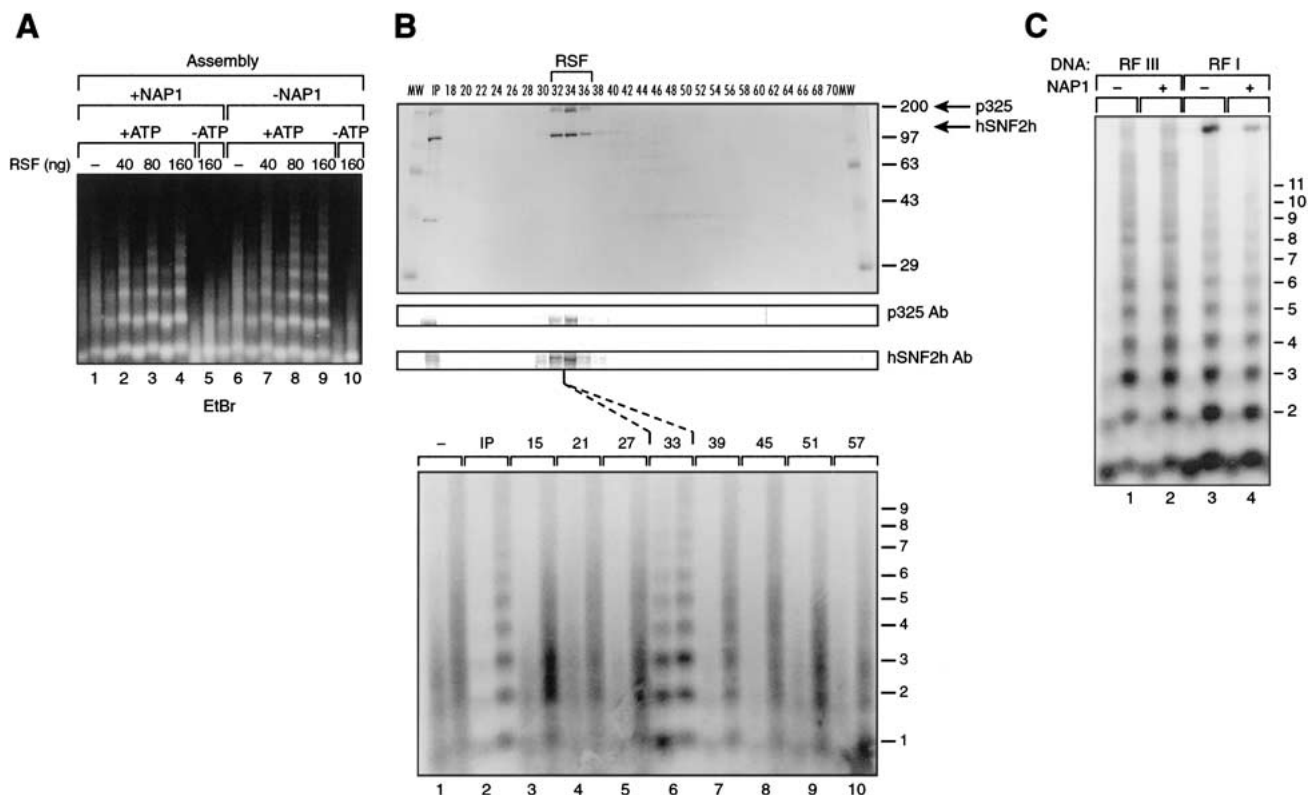 A
Assembly
+NAP1 -NAP1
+ATP -ATP +ATP -ATP
RSF (ng) – 40 80 160 160 – 40 80 160 160
1 2 3 4 5 6 7 8 9 10
EtBr
B
RSF
MW IP 18 20 22 24 26 28 30 32 34 36 38 40 42 44 46 48 50 52 54 56 58 60 62 64 66 68 70 MW
200 p325
hSNF2h
97
63
43
29
p325 Ab
hSNF2h Ab
– IP 15 21 27 33 39 45 51 57
9
8
7
6
5
4
3
2
1
1 2 3 4 5 6 7 8 9 10
C
DNA: RF III RF I
NAP1 – + – +
11
10
9
8
7
6
5
4
3
2
1 2 3 4